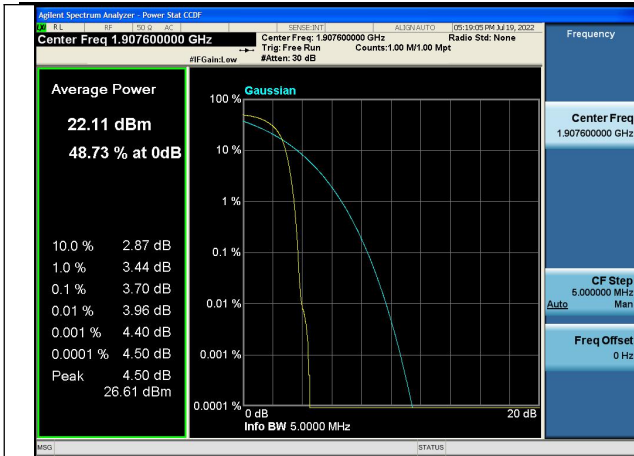 Agilent Spectrum Analyzer - Power Stat CCDF
RL RF 50 Ω AC SENSE:INT ALIGN AUTO 05:19:05 PM Jul 19, 2022
Center Freq 1.907600000 GHz
Center Freq: 1.907600000 GHz Radio Std: None
Trig: Free Run Counts:1.00 M/1.00 Mpt
#IFGain:Low #Atten: 30 dB
Frequency
Average Power
22.11 dBm
48.73 % at 0dB
10.0 % 2.87 dB
1.0 % 3.44 dB
0.1 % 3.70 dB
0.01 % 3.96 dB
0.001 % 4.40 dB
0.0001 % 4.50 dB
Peak 4.50 dB
26.61 dBm
Gaussian
100 %
10 %
1 %
0.1 %
0.01 %
0.001 %
0.0001 %
0 dB 20 dB
Info BW 5.0000 MHz
Center Freq
1.907600000 GHz
CF Step
5.000000 MHz
Auto Man
Freq Offset
0 Hz
MSG STATUS